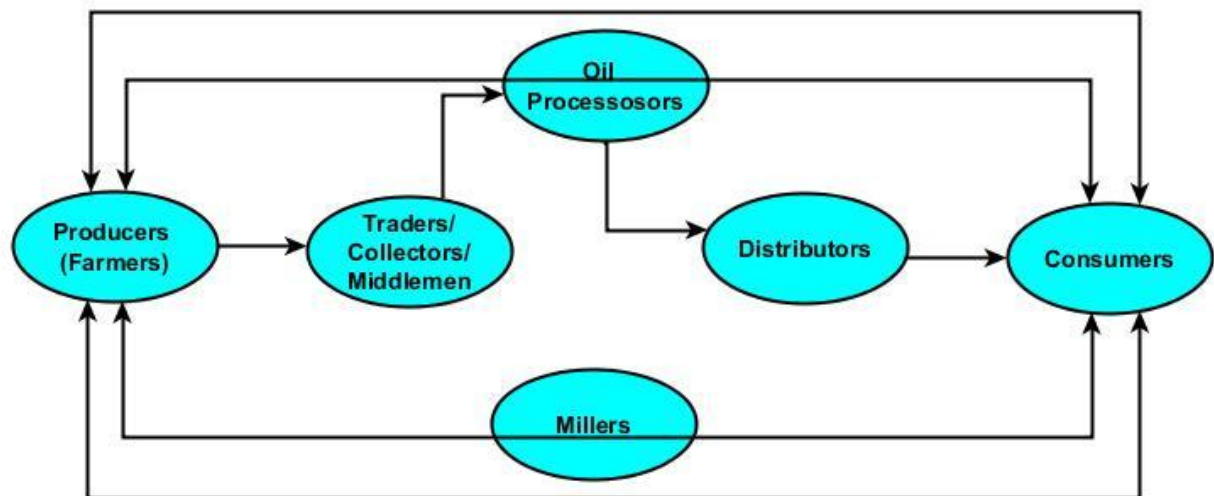 Oil
Processosors
Producers
(Farmers)
Traders/
Collectors/
Middlemen
Distributors
Consumers
Millers